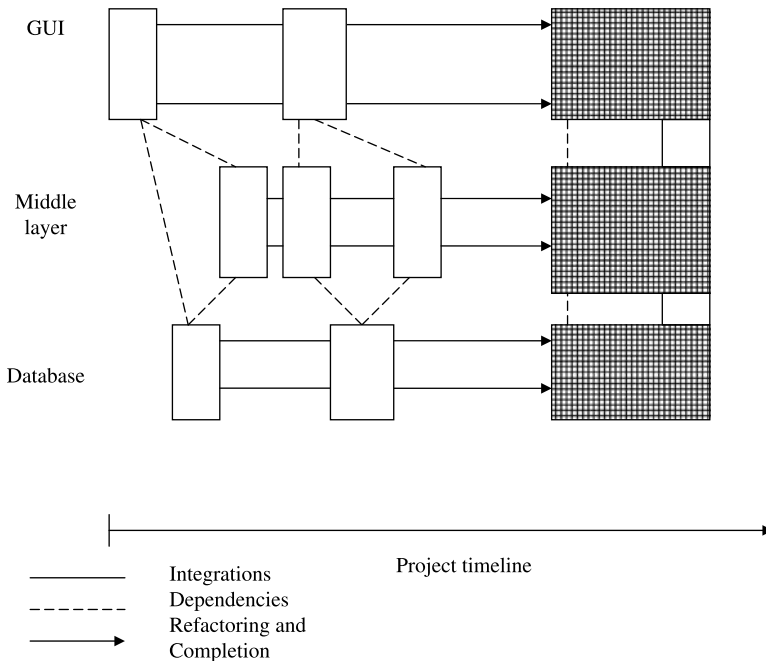 GUI
Middle
layer
Database
Project timeline
Integrations
Dependencies
Refactoring and
Completion